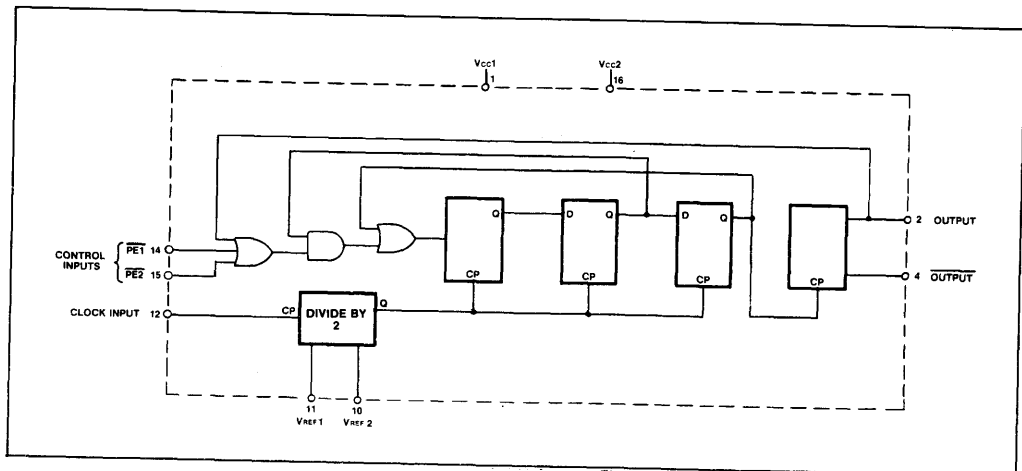 Vcc1
1
Vcc2
16
Q
D Q
D Q
2 OUTPUT
CONTROL
INPUTS
PE1 14
PE2 15
CP
CP
CP
CP
4 OUTPUT
CLOCK INPUT 12
CP
DIVIDE BY
2
Q
11
VREF 1
10
VREF 2